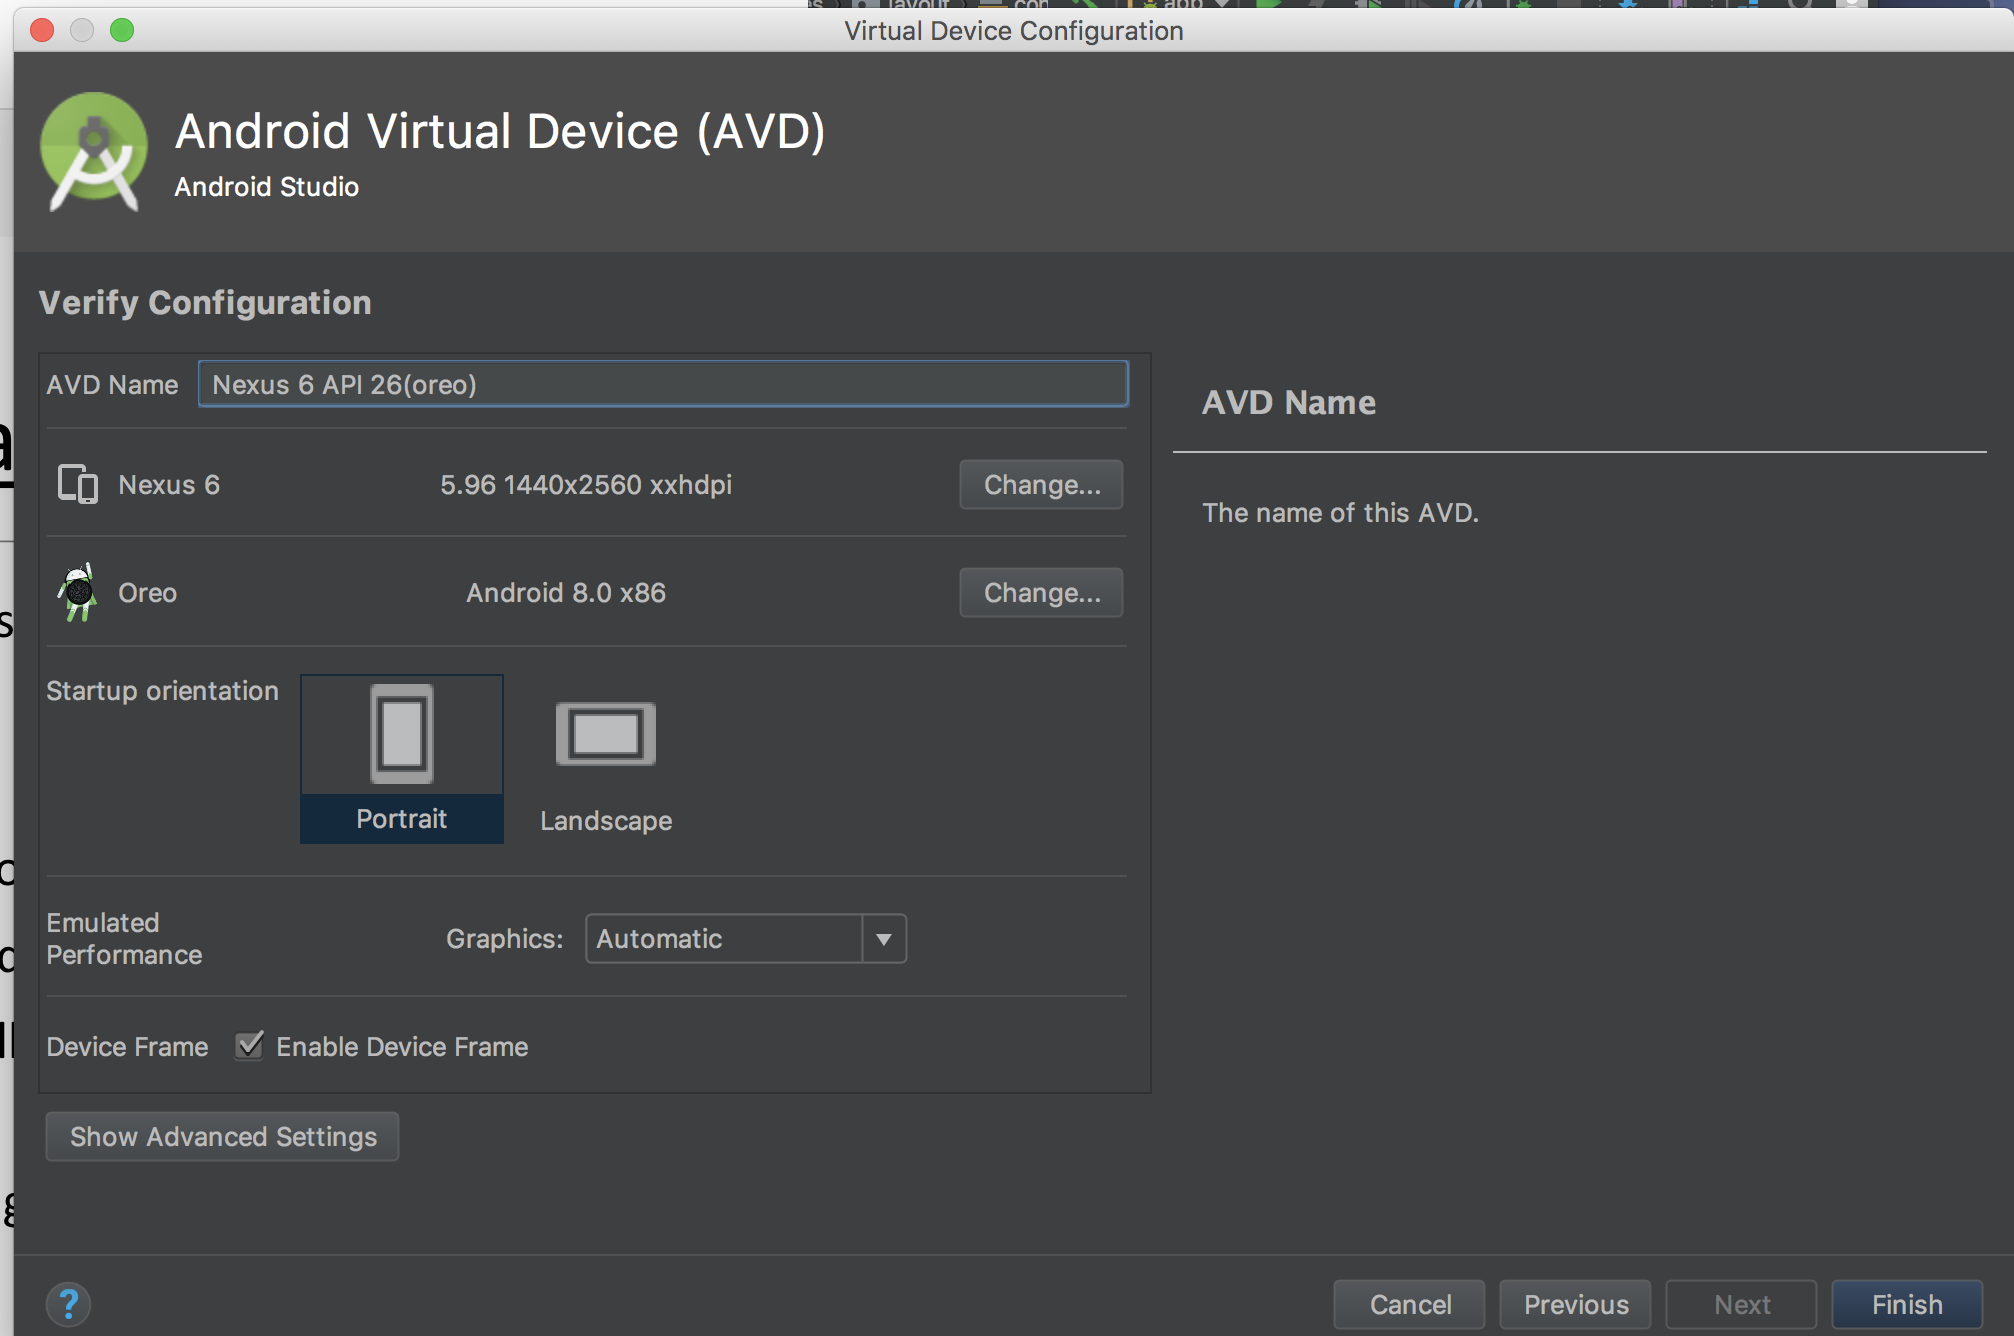 Virtual Device Configuration
Android Virtual Device (AVD)
Android Studio
Verify Configuration
AVD Name Nexus 6 API 26(oreo)
Nexus 6 5.96 1440x2560 xxhdpi Change...
Oreo Android 8.0 x86 Change...
Startup orientation
Portrait Landscape
Emulated
Performance
Graphics: Automatic
Device Frame Enable Device Frame
Show Advanced Settings
AVD Name
The name of this AVD.
? Cancel Previous Next Finish